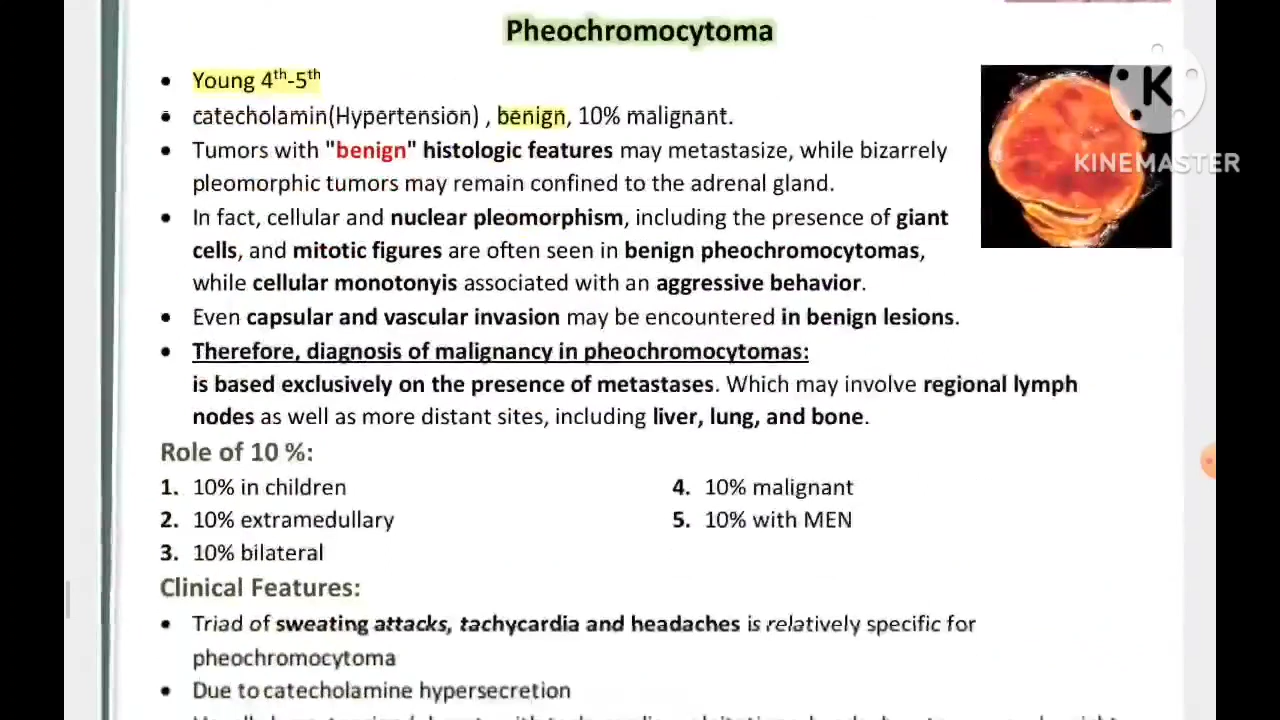 Pheochromocytoma
• Young 4th-5th
• catecholamin(Hypertension) , benign, 10% malignant.
• Tumors with "benign" histologic features may metastasize, while bizarrely
pleomorphic tumors may remain confined to the adrenal gland.
• In fact, cellular and nuclear pleomorphism, including the presence of giant
cells, and mitotic figures are often seen in benign pheochromocytomas,
while cellular monotonyis associated with an aggressive behavior.
• Even capsular and vascular invasion may be encountered in benign lesions.
• Therefore, diagnosis of malignancy in pheochromocytomas:
is based exclusively on the presence of metastases. Which may involve regional lymph
nodes as well as more distant sites, including liver, lung, and bone.
Role of 10 %:
1. 10% in children
2. 10% extramedullary
3. 10% bilateral
4. 10% malignant
5. 10% with MEN
Clinical Features:
• Triad of sweating attacks, tachycardia and headaches is relatively specific for
pheochromocytoma
• Due to catecholamine hypersecretion
K
KINEMASTER